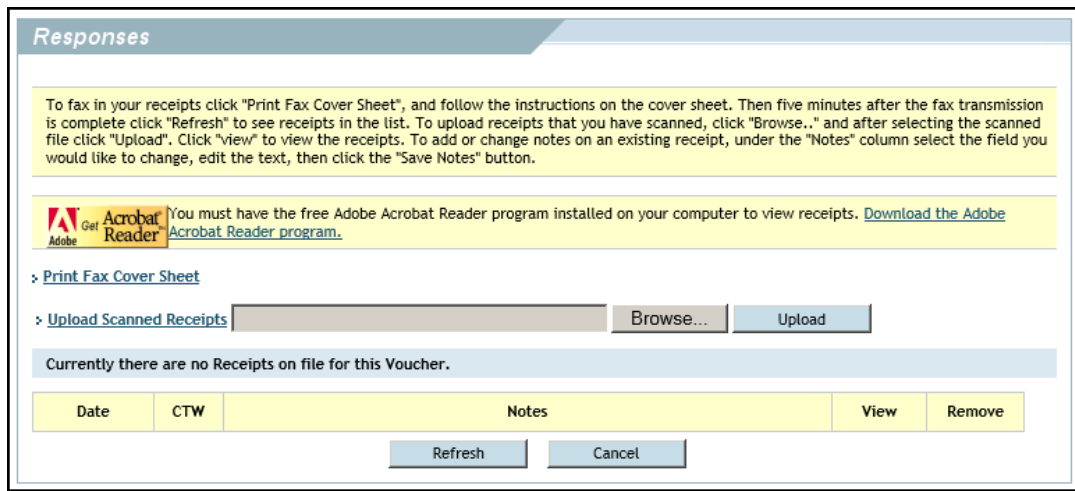 Responses
To fax in your receipts click "Print Fax Cover Sheet", and follow the instructions on the cover sheet. Then five minutes after the fax transmission
is complete click "Refresh" to see receipts in the list. To upload receipts that you have scanned, click "Browse.." and after selecting the scanned
file click "Upload". Click "view" to view the receipts. To add or change notes on an existing receipt, under the "Notes" column select the field you
would like to change, edit the text, then click the "Save Notes" button.
Adobe Get Acrobat Reader
You must have the free Adobe Acrobat Reader program installed on your computer to view receipts. Download the Adobe
Acrobat Reader program.
Print Fax Cover Sheet
Upload Scanned Receipts Browse... Upload
Currently there are no Receipts on file for this Voucher.
Date CTW Notes View Remove
Refresh Cancel